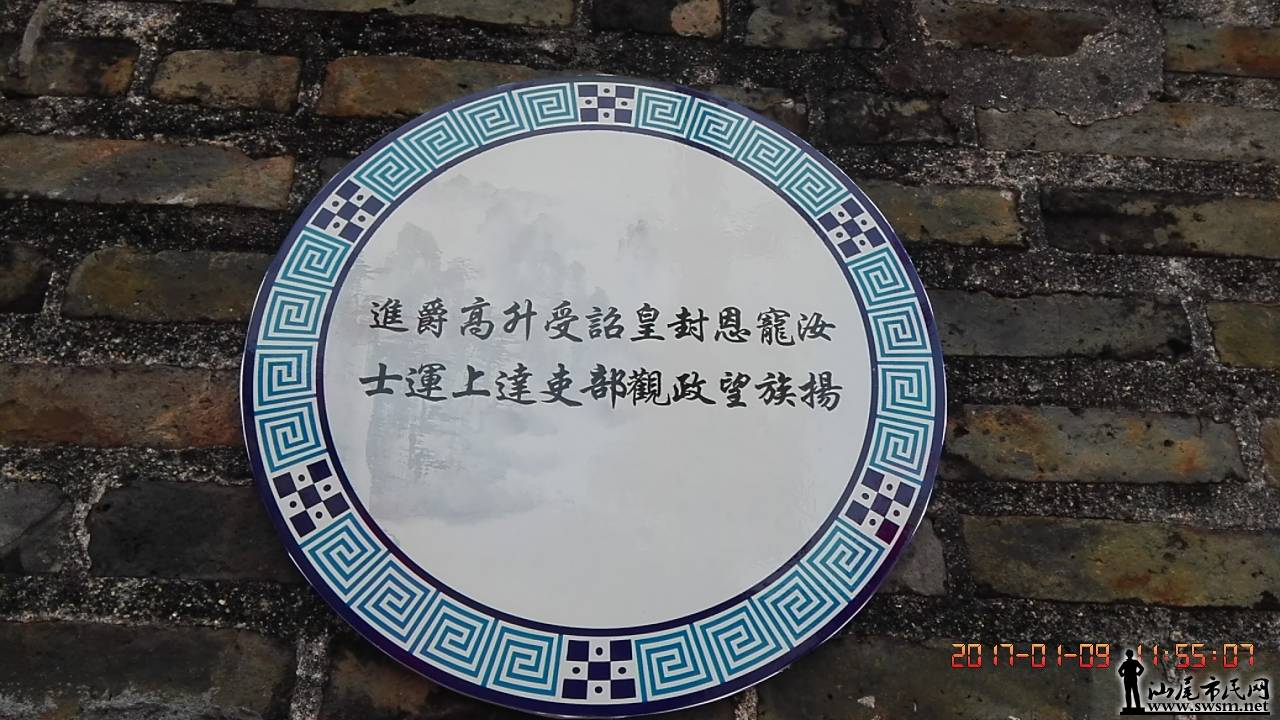 進爵高升受詔皇封恩寵汝
士運上達吏部觀政望族揚
2017-01-09 11:55:07
汕尾市民网
www.swsm.net